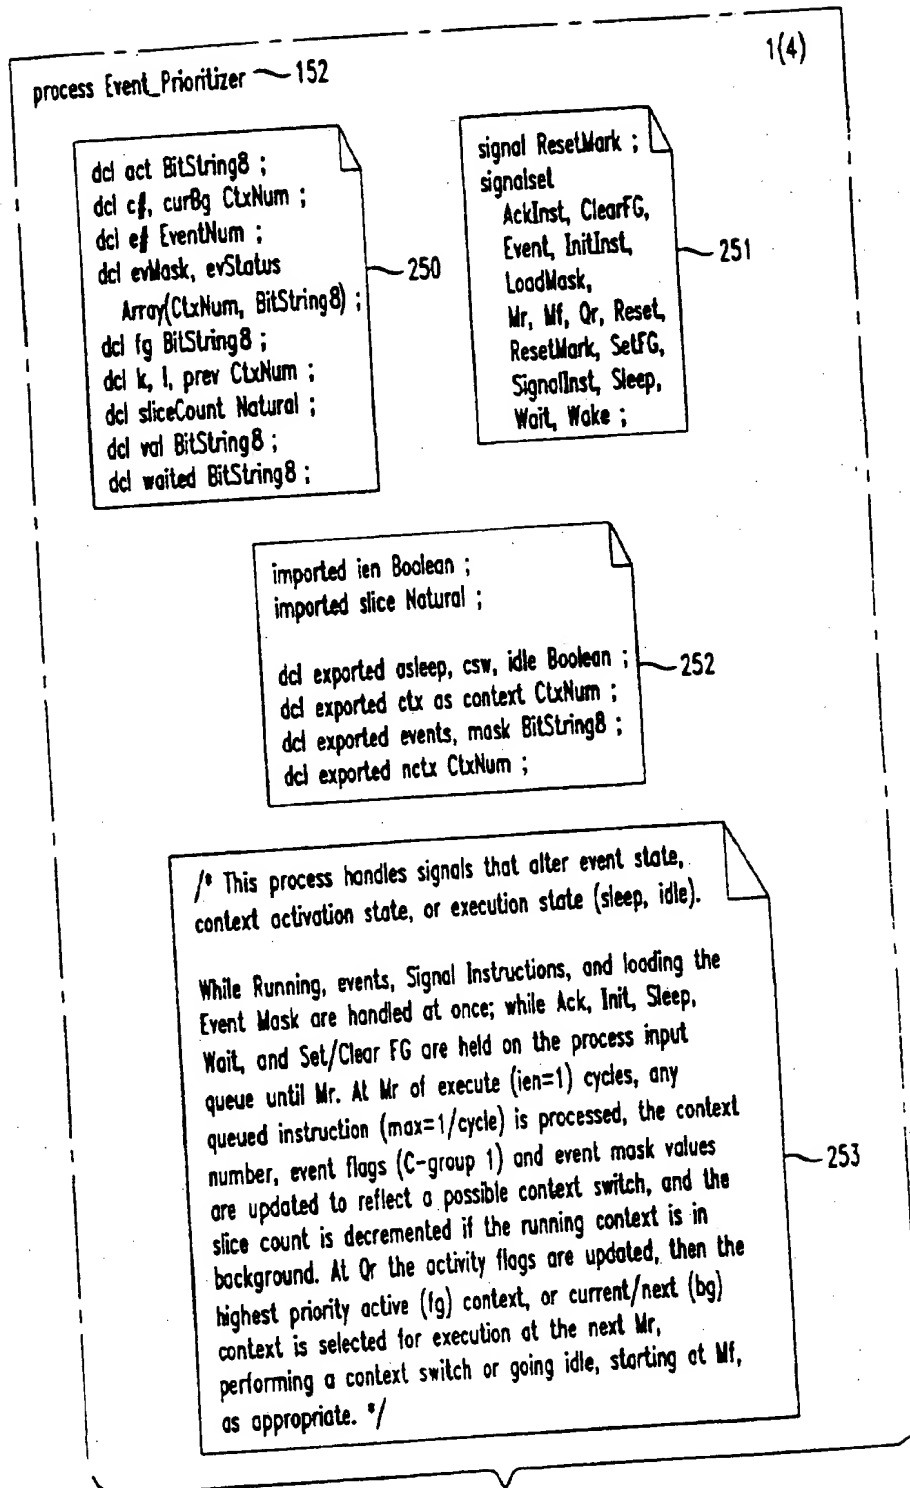 1(4)
process Event_Prioritizer 152
dcl act BitString8 ;
dcl c#, curBg CtxNum ;
dcl e# EventNum ;
dcl evMask, evStatus
Array(CtxNum, BitString8) ;
dcl fg BitString8 ;
dcl k, l, prev CtxNum ;
dcl sliceCount Natural ;
dcl val BitString8 ;
dcl waited BitString8 ;
250
signal ResetMark ;
signalset
AckInst, ClearFG,
Event, InitInst,
LoadMask,
Mr, Mf, Qr, Reset,
ResetMark, SetFG,
SignalInst, Sleep,
Wait, Wake ;
251
imported ien Boolean ;
imported slice Natural ;
dcl exported asleep, csw, idle Boolean ;
dcl exported ctx as context CtxNum ;
dcl exported events, mask BitString8 ;
dcl exported nctx CtxNum ;
252
/* This process handles signals that alter event state,
context activation state, or execution state (sleep, idle).
While Running, events, Signal Instructions, and loading the
Event Mask are handled at once; while Ack, Init, Sleep,
Wait, and Set/Clear FG are held on the process input
queue until Mr. At Mr of execute (ien=1) cycles, any
queued instruction (max=1/cycle) is processed, the context
number, event flags (C-group 1) and event mask values
are updated to reflect a possible context switch, and the
slice count is decremented if the running context is in
background. At Qr the activity flags are updated, then the
highest priority active (fg) context, or current/next (bg)
context is selected for execution at the next Mr,
performing a context switch or going idle, starting at Mf,
as appropriate. */
253